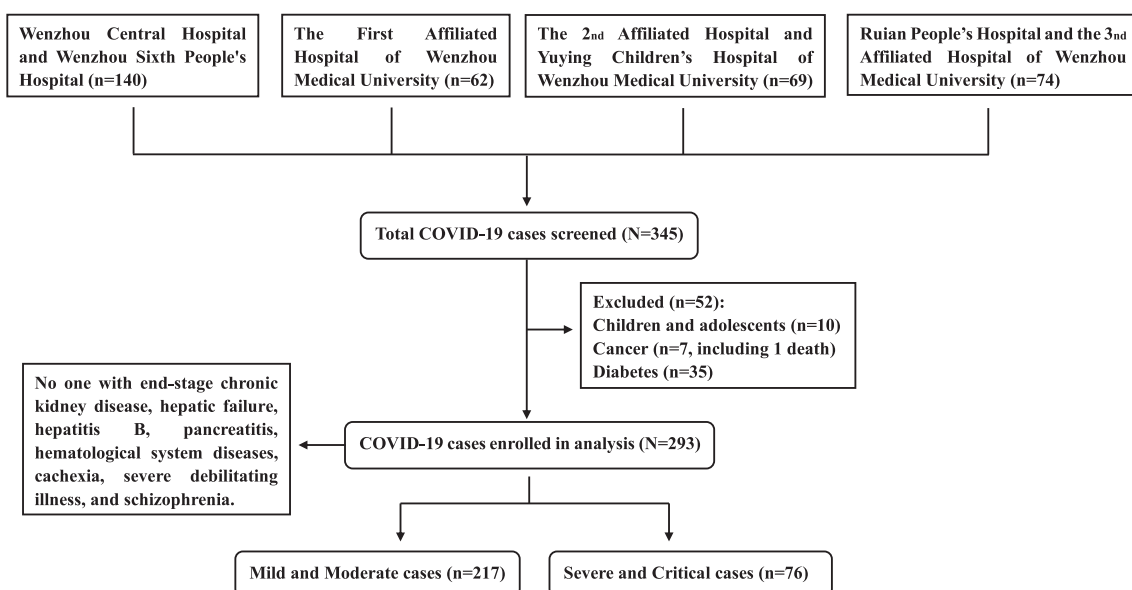 Wenzhou Central Hospital
and Wenzhou Sixth People's
Hospital (n=140)
The First Affiliated
Hospital of Wenzhou
Medical University (n=62)
The 2nd Affiliated Hospital and
Yuying Children’s Hospital of
Wenzhou Medical University (n=69)
Ruian People’s Hospital and the 3nd
Affiliated Hospital of Wenzhou
Medical University (n=74)
Total COVID-19 cases screened (N=345)
Excluded (n=52):
Children and adolescents (n=10)
Cancer (n=7, including 1 death)
Diabetes (n=35)
No one with end-stage chronic
kidney disease, hepatic failure,
hepatitis B, pancreatitis,
hematological system diseases,
cachexia, severe debilitating
illness, and schizophrenia.
COVID-19 cases enrolled in analysis (N=293)
Mild and Moderate cases (n=217)
Severe and Critical cases (n=76)